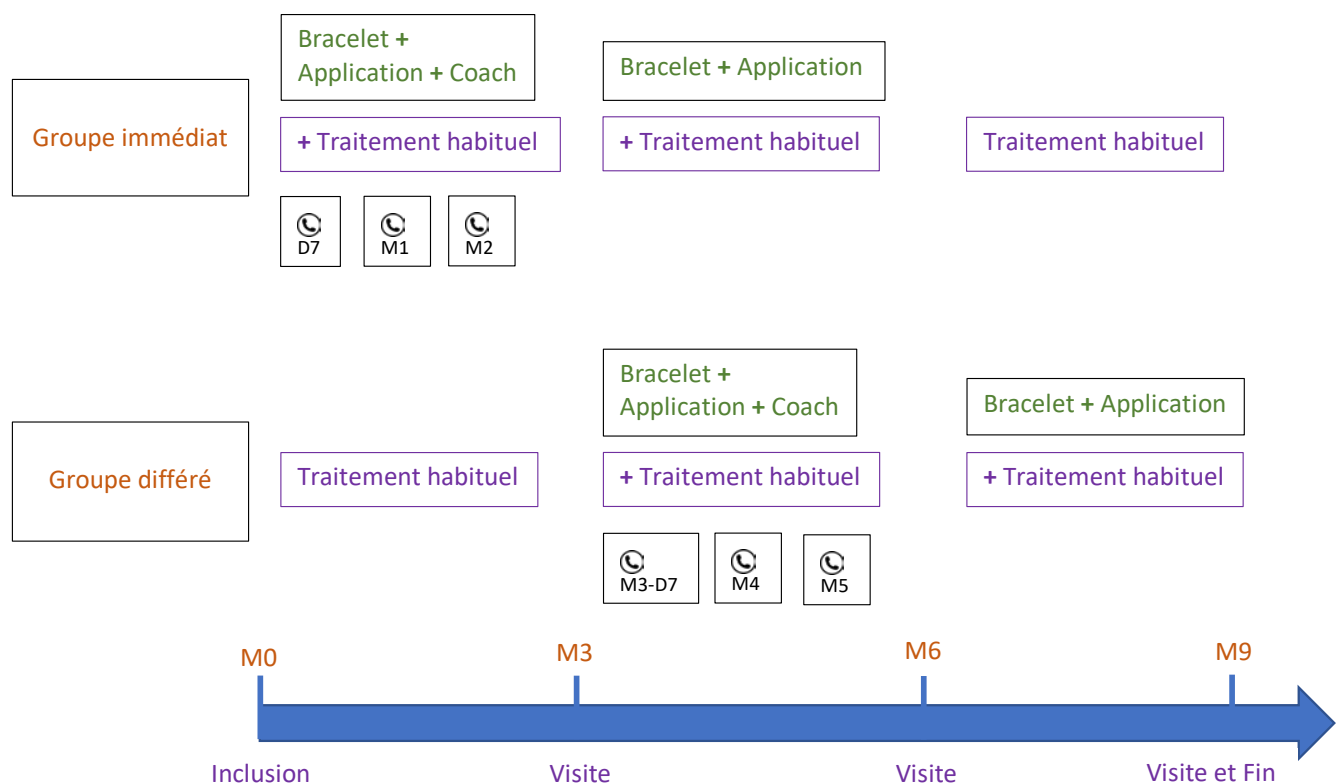 Bracelet +
Application + Coach
Bracelet + Application
Groupe immédiat
+ Traitement habituel
+ Traitement habituel
Traitement habituel
D7
M1
M2
Bracelet +
Application + Coach
Bracelet + Application
Groupe différé
Traitement habituel
+ Traitement habituel
+ Traitement habituel
M3-D7
M4
M5
M0
M3
M6
M9
Inclusion
Visite
Visite
Visite et Fin